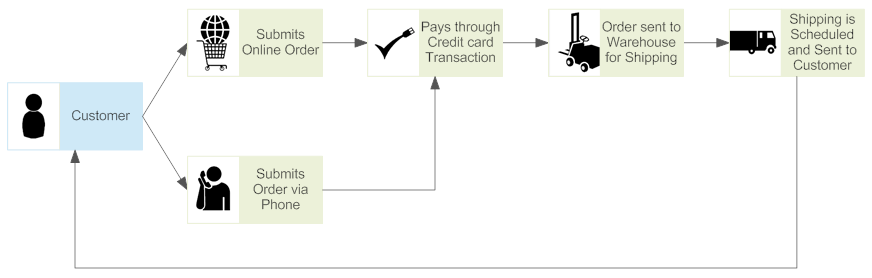 Customer
Submits
Online Order
Submits
Order via
Phone
Pays through
Credit card
Transaction
Order sent to
Warehouse
for Shipping
Shipping is
Scheduled
and Sent to
Customer